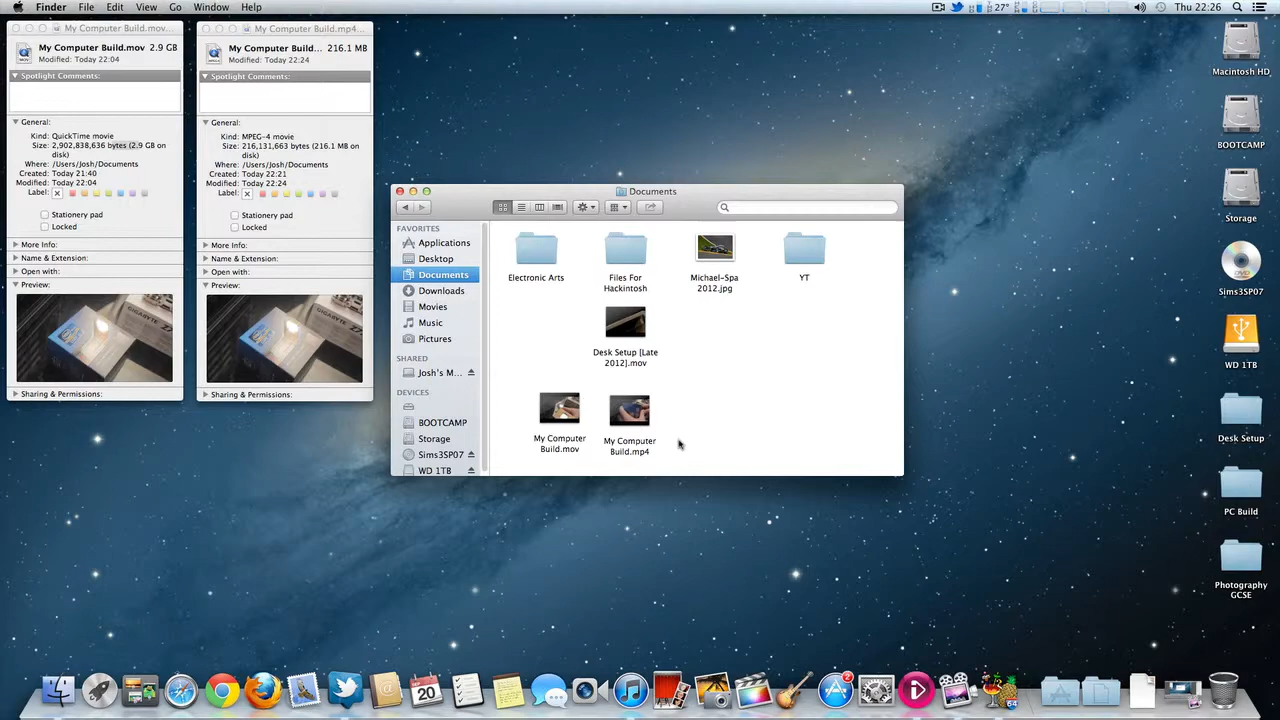 Finder File Edit View Go Window Help
27° Thu 22:26
My Computer Build.mov...
My Computer Build.mov 2.9 GB
Modified: Today 22:04
Spotlight Comments:
General:
Kind: QuickTime movie
Size: 2,902,838,636 bytes (2.9 GB on
disk)
Where: /Users/Josh/Documents
Created: Today 21:40
Modified: Today 22:04
Label:
Stationery pad
Locked
More Info:
Name & Extension:
Open with:
Preview:
Sharing & Permissions:
My Computer Build.mp4...
My Computer Build... 216.1 MB
Modified: Today 22:24
Spotlight Comments:
General:
Kind: MPEG-4 movie
Size: 216,131,663 bytes (216.1 MB on
disk)
Where: /Users/Josh/Documents
Created: Today 22:21
Modified: Today 22:24
Label:
Stationery pad
Locked
More Info:
Name & Extension:
Open with:
Preview:
GIGABYTE
Sharing & Permissions:
Documents
FAVORITES
Applications
Desktop
Documents
Downloads
Movies
Music
Pictures
SHARED
Josh's M...
DEVICES
BOOTCAMP
Storage
Sims3SP07
WD 1TB
Electronic Arts
Files For
Hackintosh
Michael-Spa
2012.jpg
YT
Desk Setup [Late
2012].mov
My Computer
Build.mov
My Computer
Build.mp4
Macintosh HD
BOOTCAMP
Storage
DVD
Sims3SP07
WD 1TB
Desk Setup
PC Build
Photography
GCSE
20
2
64